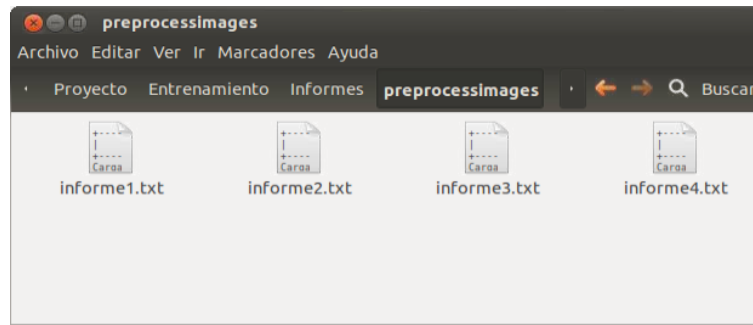 preprocessimages
Archivo Editar Ver Ir Marcadores Ayuda
Proyecto Entrenamiento Informes preprocessimages Buscar
+----
|
+----
Carga
+----
|
+----
Carga
+----
|
+----
Carga
+----
|
+----
Carga
informe1.txt informe2.txt informe3.txt informe4.txt